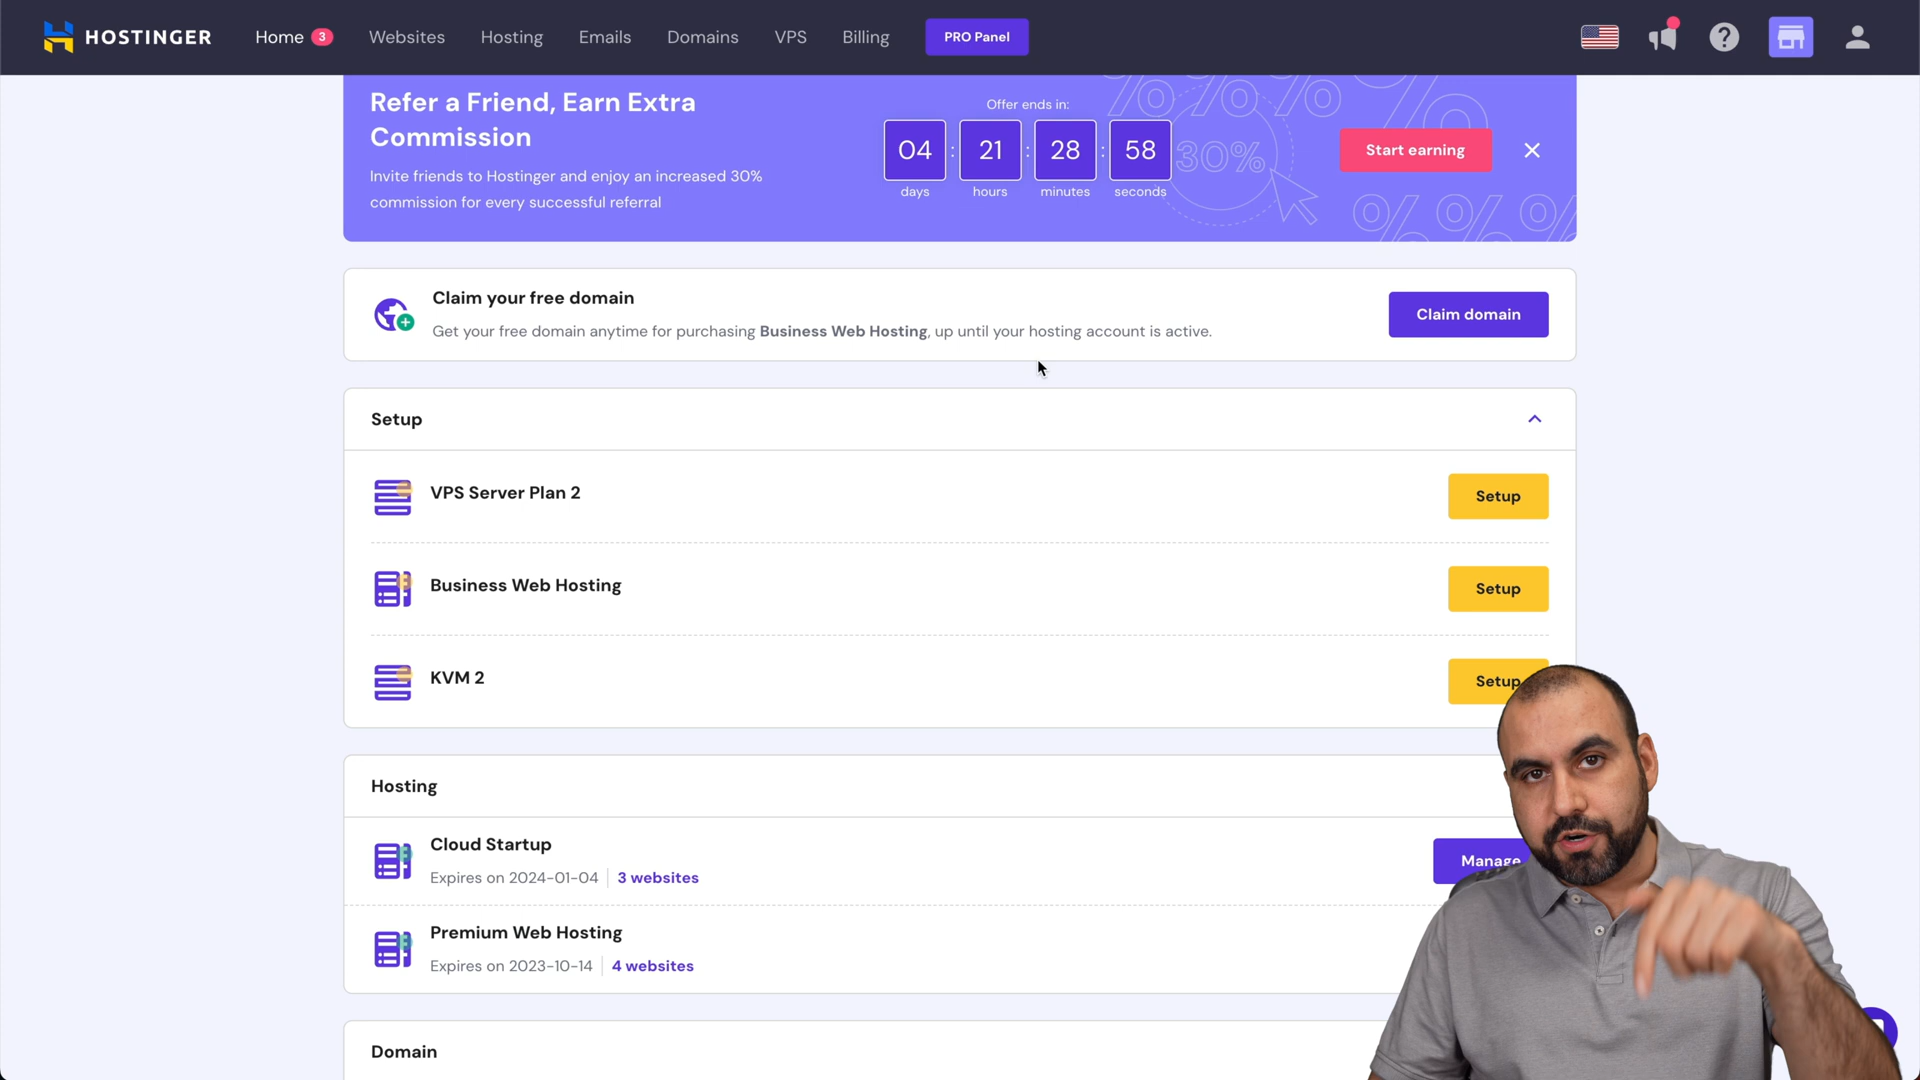 HOSTINGER
Home 3 Websites Hosting Emails Domains VPS Billing PRO Panel
Refer a Friend, Earn Extra
Commission
Invite friends to Hostinger and enjoy an increased 30%
commission for every successful referral
Offer ends in:
04 : 21 : 28 : 58
days hours minutes seconds
30%
Start earning
Claim your free domain
Get your free domain anytime for purchasing Business Web Hosting, up until your hosting account is active.
Claim domain
Setup
VPS Server Plan 2
Setup
Business Web Hosting
Setup
KVM 2
Setup
Hosting
Cloud Startup
Expires on 2024-01-04 3 websites
Manage
Premium Web Hosting
Expires on 2023-10-14 4 websites
Domain